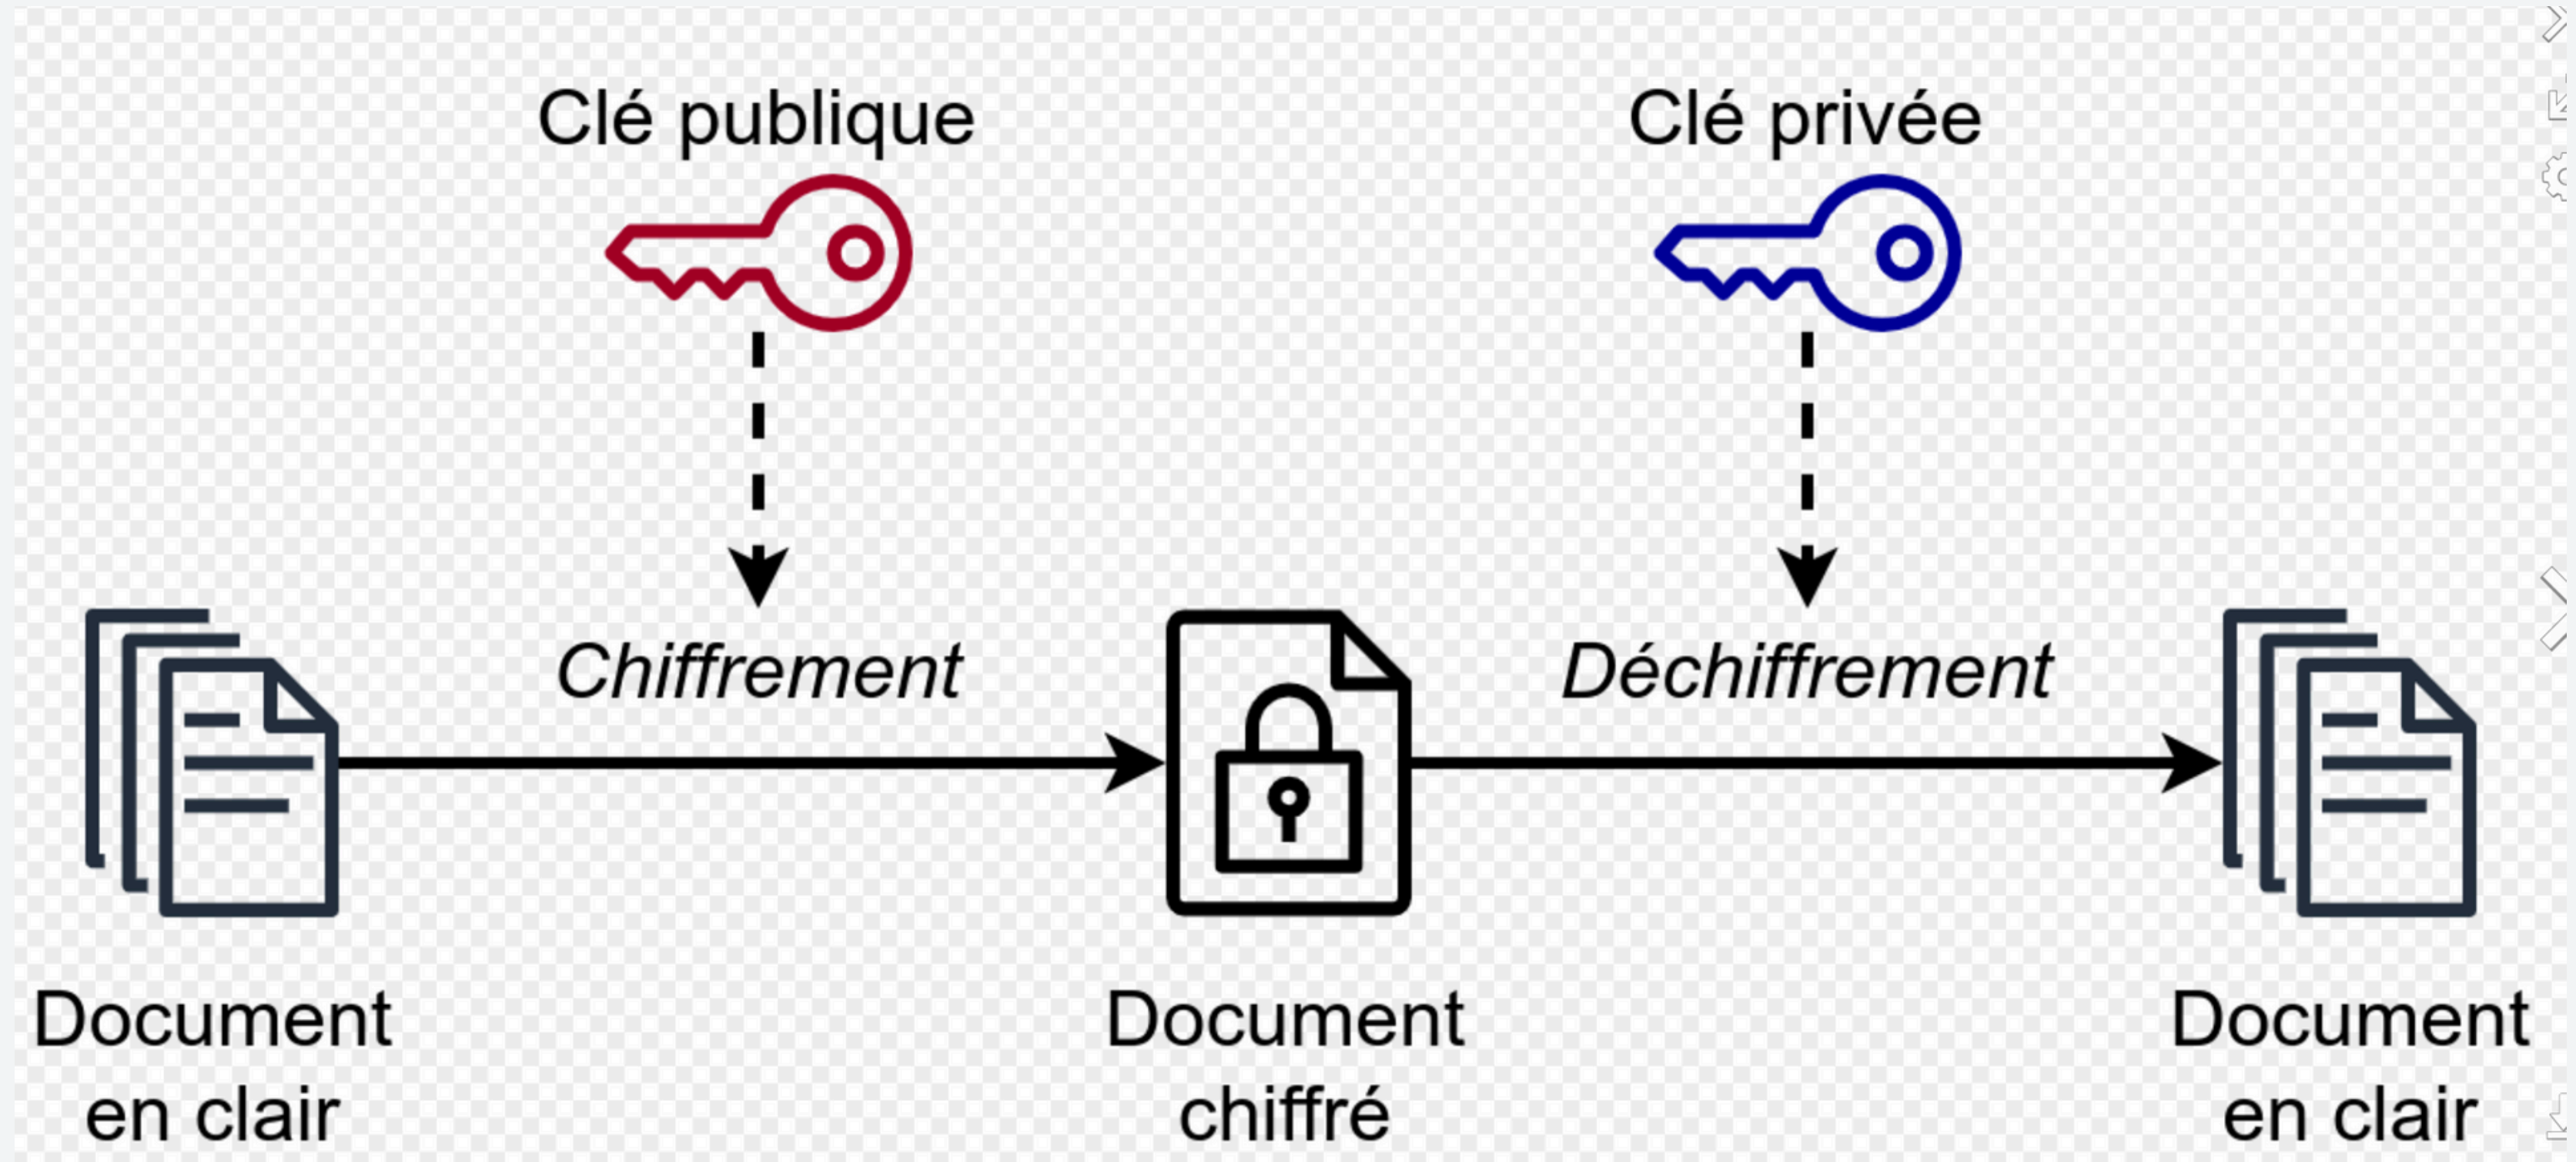 Clé publique
Clé privée
Chiffrement
Déchiffrement
Document
en clair
Document
chiffré
Document
en clair